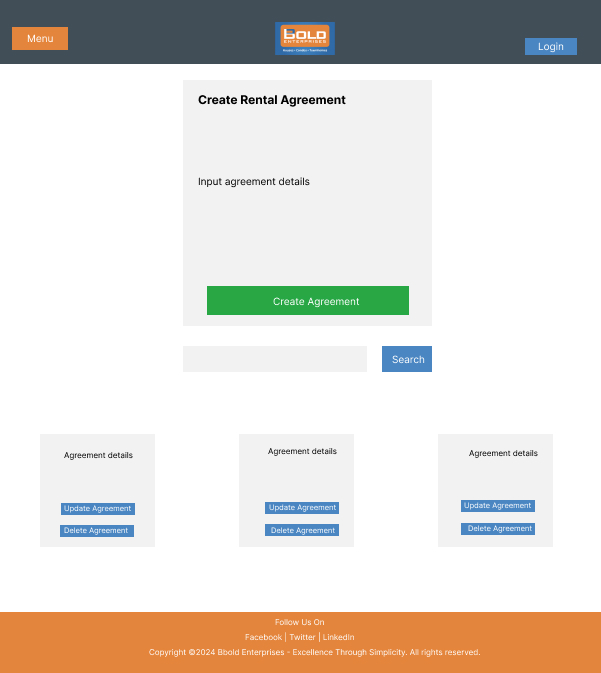 Menu
BOLD
ENTERPRISES
Login
Create Rental Agreement
Input agreement details
Create Agreement
Search
Agreement details
Update Agreement
Delete Agreement
Agreement details
Update Agreement
Delete Agreement
Agreement details
Update Agreement
Delete Agreement
Follow Us On
Facebook | Twitter | LinkedIn
Copyright ©2024 Bbold Enterprises - Excellence Through Simplicity. All rights reserved.